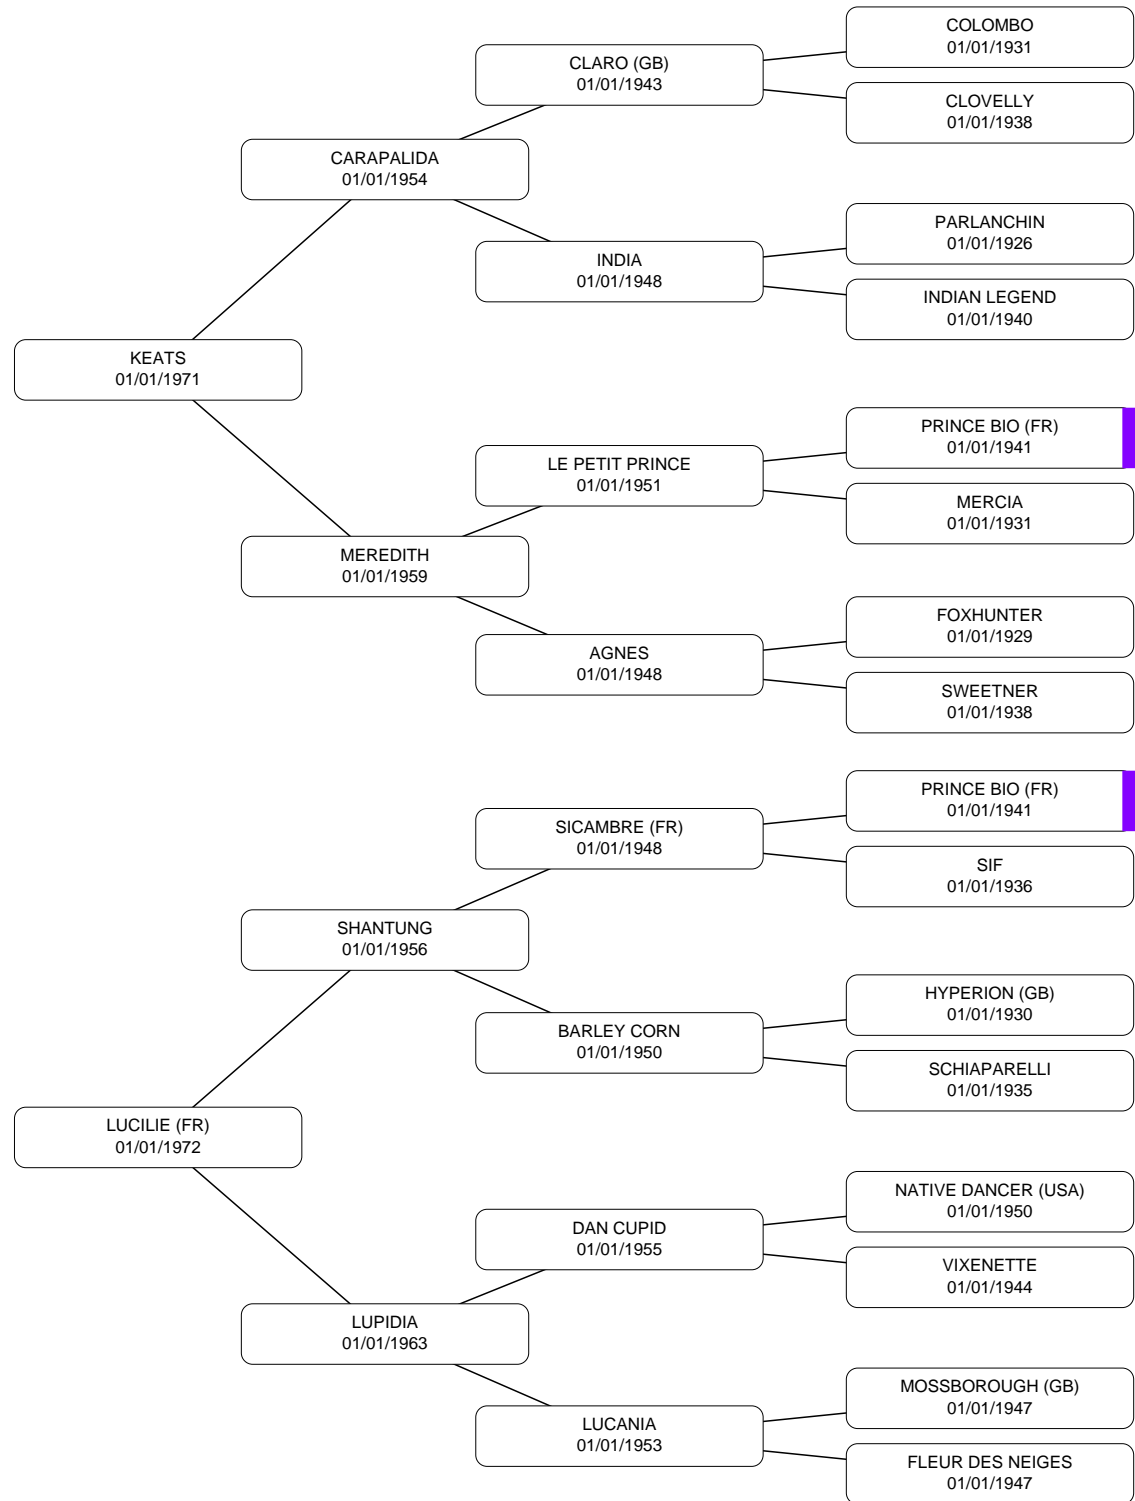 COLOMBO
01/01/1931
CLARO (GB)
01/01/1943
CLOVELLY
01/01/1938
CARAPALIDA
01/01/1954
PARLANCHIN
01/01/1926
INDIA
01/01/1948
INDIAN LEGEND
01/01/1940
KEATS
01/01/1971
PRINCE BIO (FR)
01/01/1941
LE PETIT PRINCE
01/01/1951
MERCIA
01/01/1931
MEREDITH
01/01/1959
FOXHUNTER
01/01/1929
AGNES
01/01/1948
SWEETNER
01/01/1938
PRINCE BIO (FR)
01/01/1941
SICAMBRE (FR)
01/01/1948
SIF
01/01/1936
SHANTUNG
01/01/1956
HYPERION (GB)
01/01/1930
BARLEY CORN
01/01/1950
SCHIAPARELLI
01/01/1935
LUCILIE (FR)
01/01/1972
NATIVE DANCER (USA)
01/01/1950
DAN CUPID
01/01/1955
VIXENETTE
01/01/1944
LUPIDIA
01/01/1963
MOSSBOROUGH (GB)
01/01/1947
LUCANIA
01/01/1953
FLEUR DES NEIGES
01/01/1947